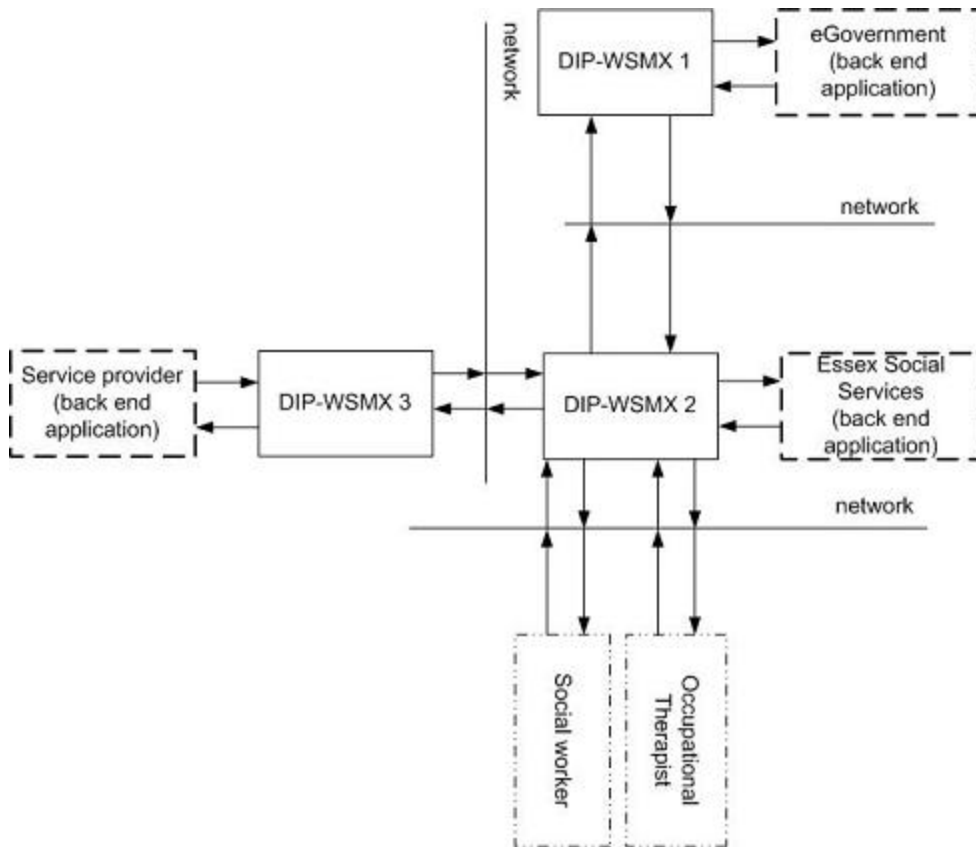 network
DIP-WSMX 1
eGovernment
(back end
application)
network
Service provider
(back end
application)
DIP-WSMX 3
DIP-WSMX 2
Essex Social
Services
(back end
application)
network
Social worker
Occupational
Therapist